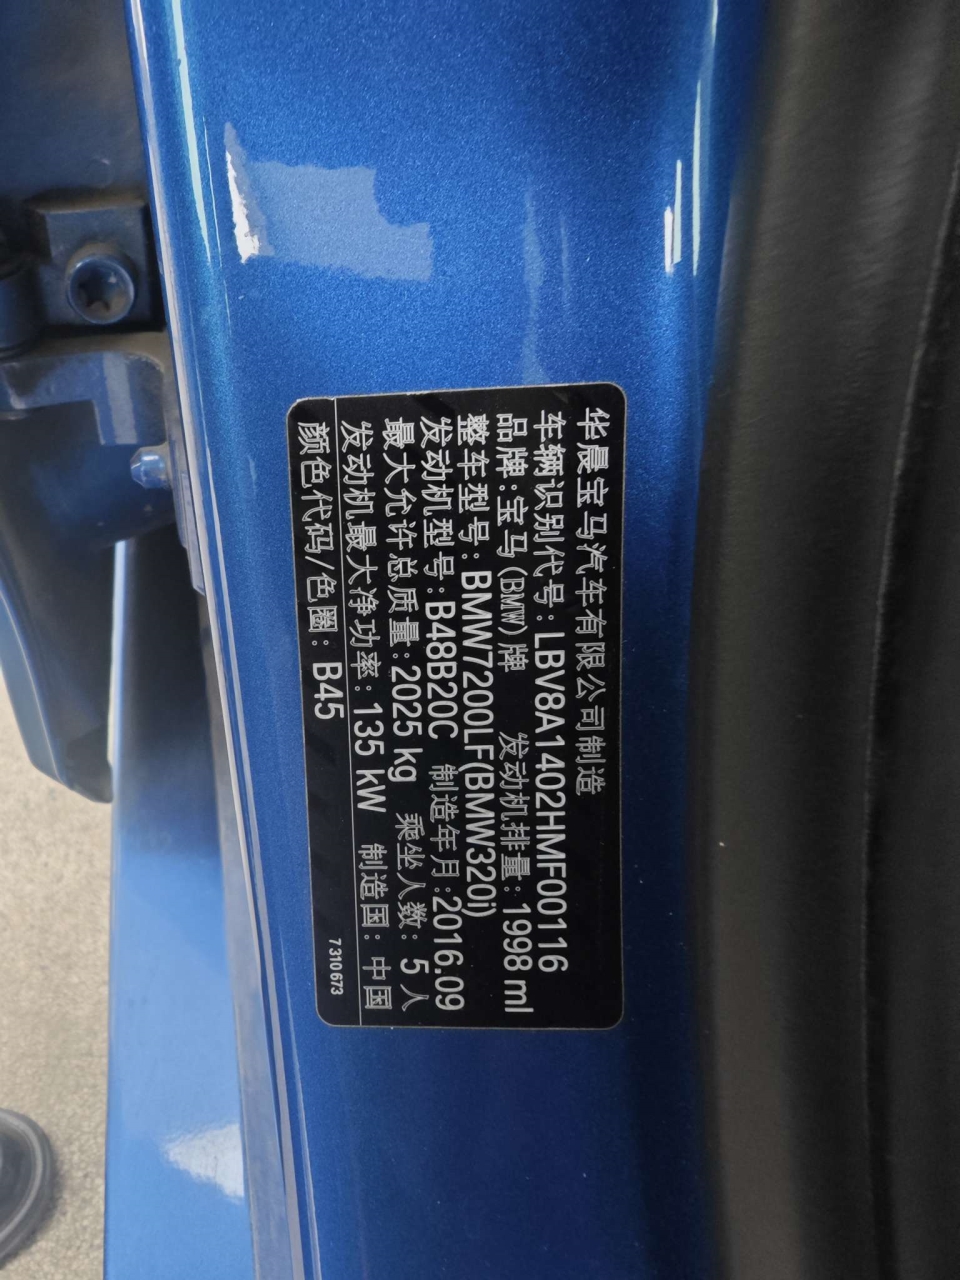 华晨宝马汽车有限公司制造
车辆识别代号:LBV8A1402HMF00116
品牌:宝马(BMW)牌 发动机排量:1998 ml
整车型号:BMW7200LF(BMW320i)
发动机型号:B48B20C 制造年月:2016.09
最大允许总质量:2025 kg 乘坐人数:5人
发动机最大净功率:135 kW 制造国:中国
颜色代码/色圈:B45
7310673